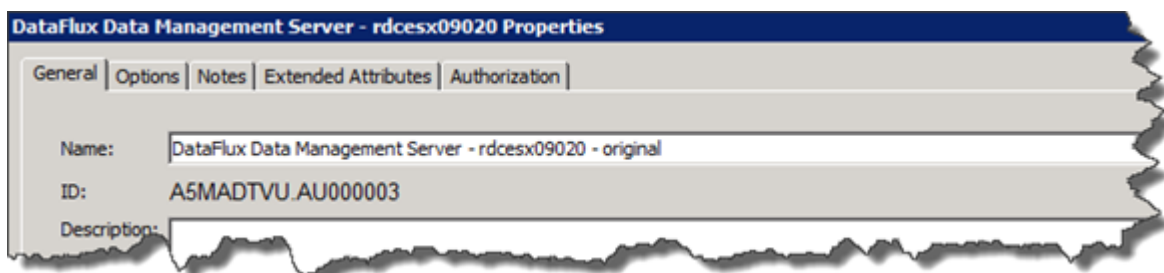 DataFlux Data Management Server - rdcesx09020 Properties
General Options Notes Extended Attributes Authorization
Name: DataFlux Data Management Server - rdcesx09020 - original
ID: A5MADTVU.AU000003
Description: